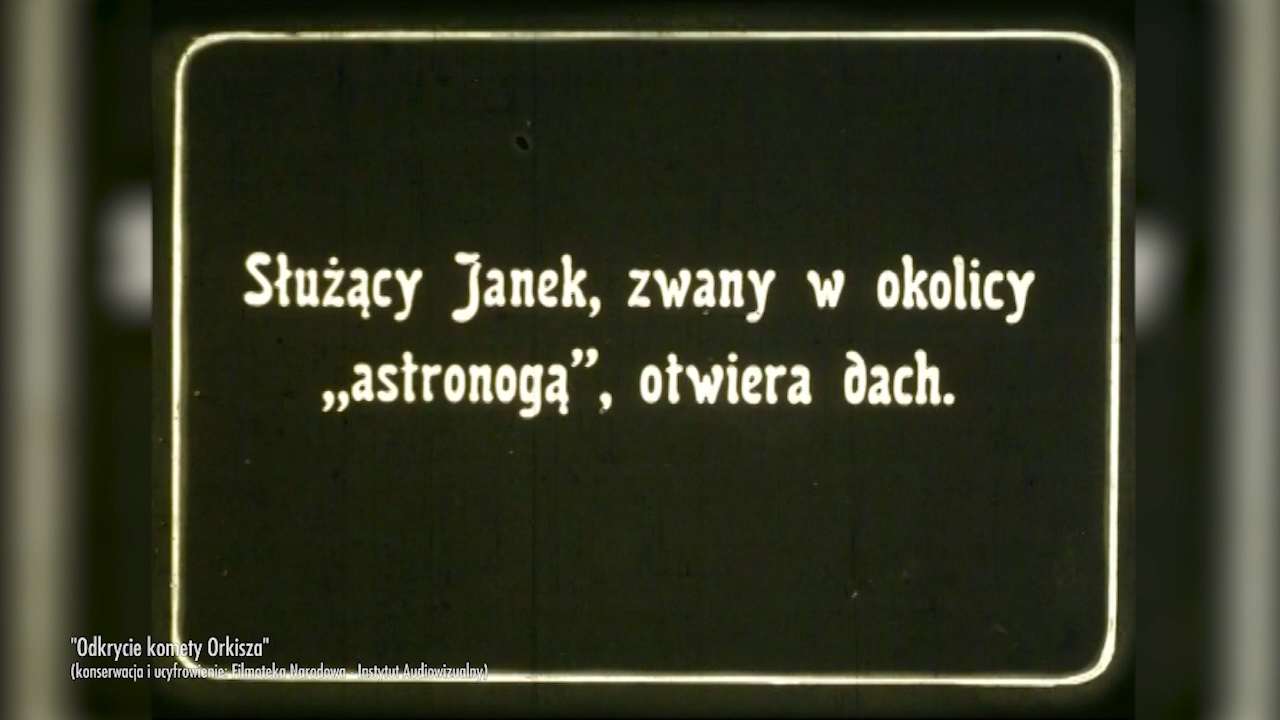 Służący Janek, zwany w okolicy
„astronogą”, otwiera dach.
"Odkrycie komety Orkisza"
(konserwacja i ucyfrowienie: Filmoteka Narodowa - Instytut Audiowizualny)